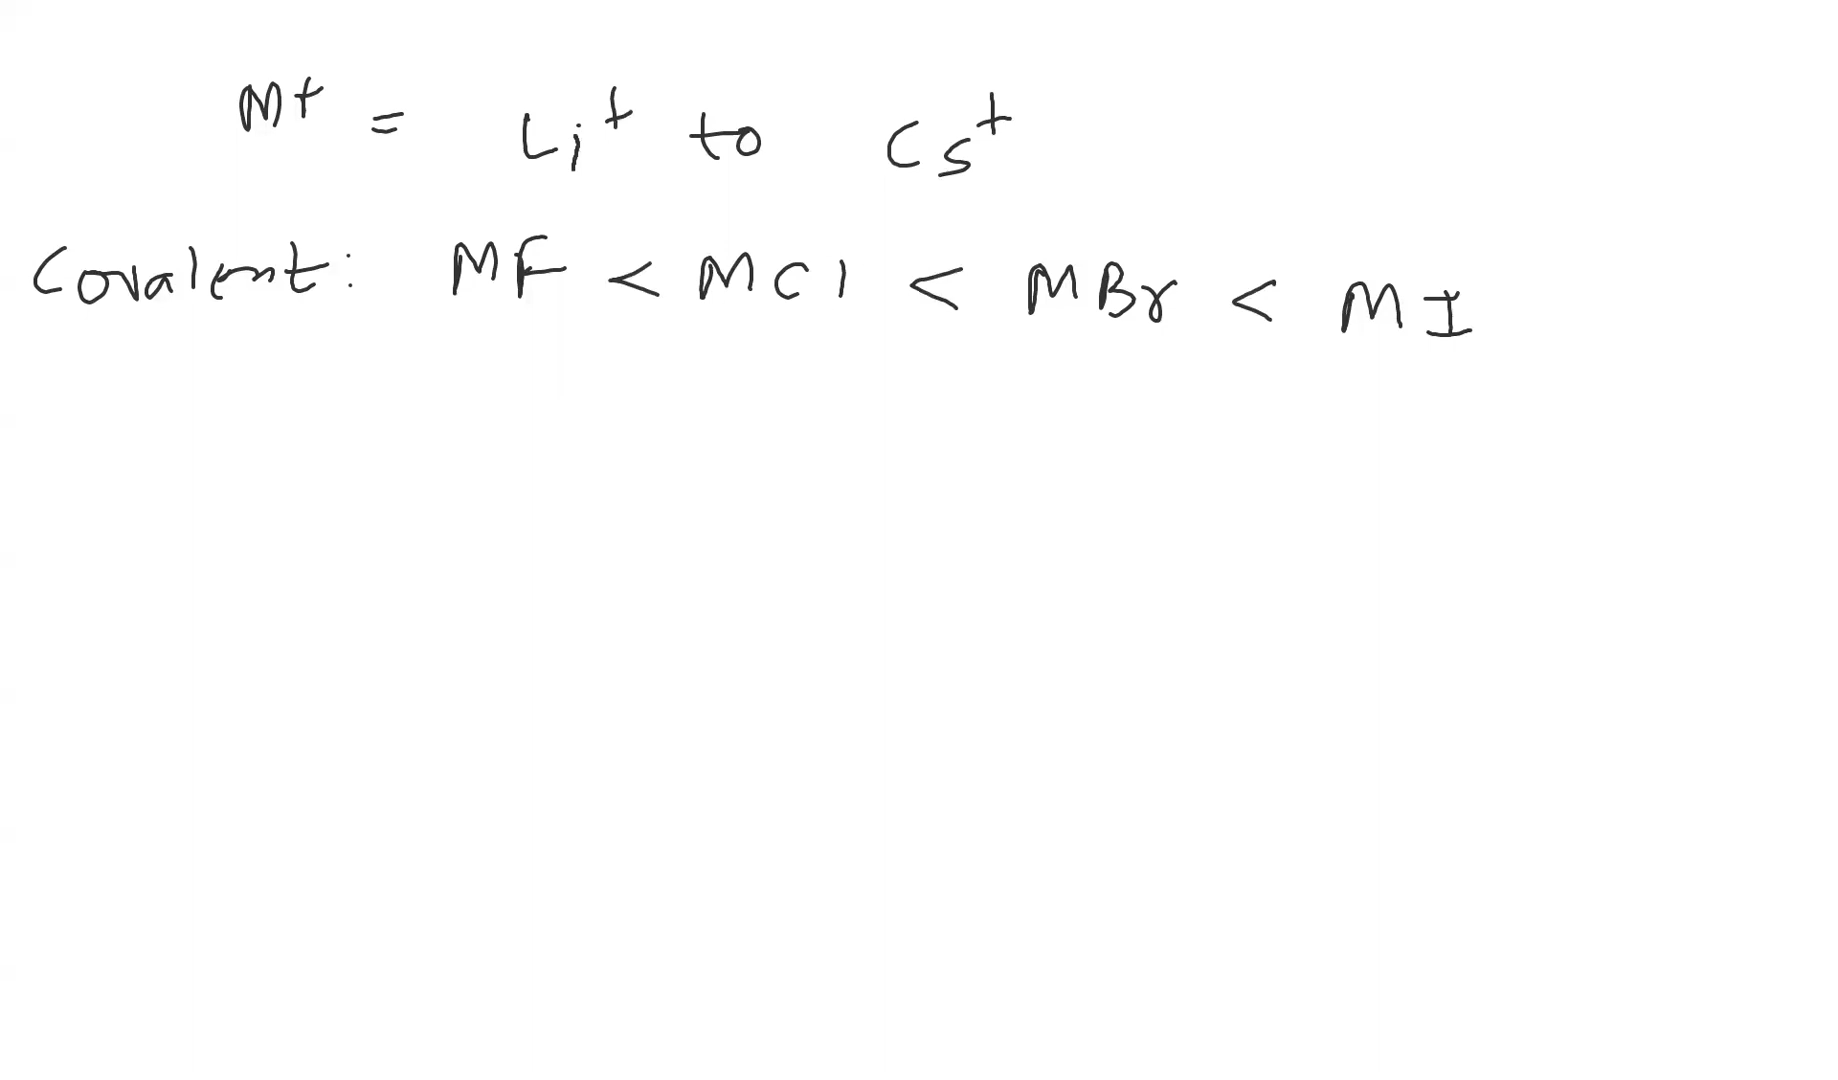 M+ = Li+ to Cs+
Covalent: MF < MCl < MBr < MI